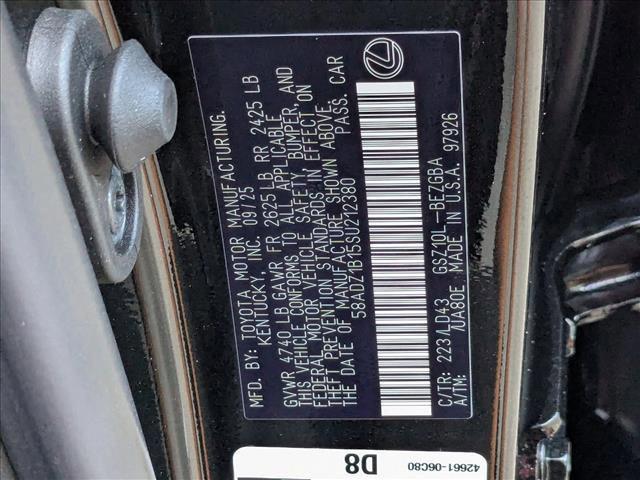 MFD. BY: TOYOTA MOTOR MANUFACTURING.
KENTUCKY, INC. 09/25
GVWR 4740 LB GAWR FR 2625 LB RR 2425 LB
THIS VEHICLE CONFORMS TO ALL APPLICABLE
FEDERAL MOTOR VEHICLE SAFETY, BUMPER, AND
THEFT PREVENTION STANDARDS IN EFFECT ON
THE DATE OF MANUFACTURE SHOWN ABOVE.
58ADZ1B15SU212380 PASS. CAR
C/TR: 223/LD43 GSZ10L-BEZGBA
A/TM: /UA80E MADE IN U.S.A. 97926
D8
42661-06C80